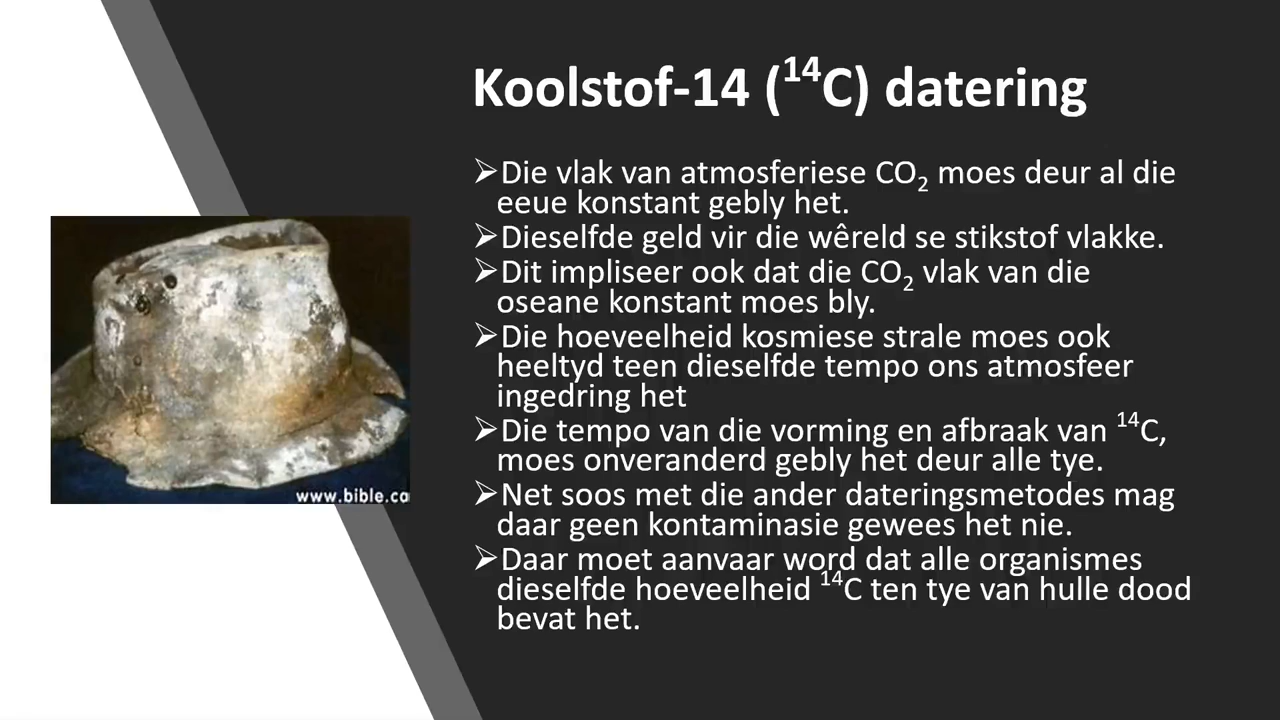 Koolstof-14 (¹⁴C) datering
➢Die vlak van atmosferiese CO₂ moes deur al die
eeue konstant gebly het.
➢Dieselfde geld vir die wêreld se stikstof vlakke.
➢Dit impliseer ook dat die CO₂ vlak van die
oseane konstant moes bly.
➢Die hoeveelheid kosmiese strale moes ook
heeltyd teen dieselfde tempo ons atmosfeer
ingedring het
➢Die tempo van die vorming en afbraak van ¹⁴C,
moes onveranderd gebly het deur alle tye.
➢Net soos met die ander dateringsmetodes mag
daar geen kontaminasie gewees het nie.
➢Daar moet aanvaar word dat alle organismes
dieselfde hoeveelheid ¹⁴C ten tye van hulle dood
bevat het.
www.bible.ca